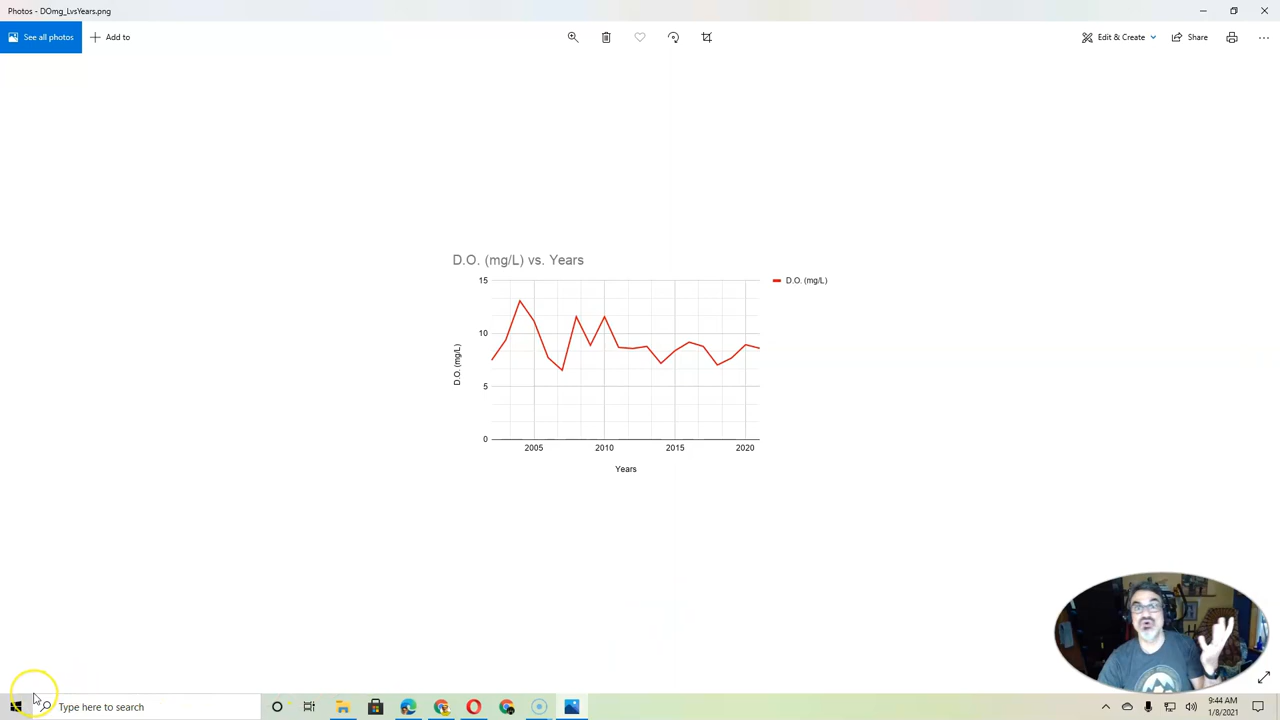 Photos - DOmg_LvsYears.png
See all photos
Add to
Edit & Create
Share
D.O. (mg/L) vs. Years
D.O. (mg/L)
15
10
5
0
D.O. (mg/L)
2005
2010
2015
2020
Years
Type here to search
9:44 AM
1/8/2021